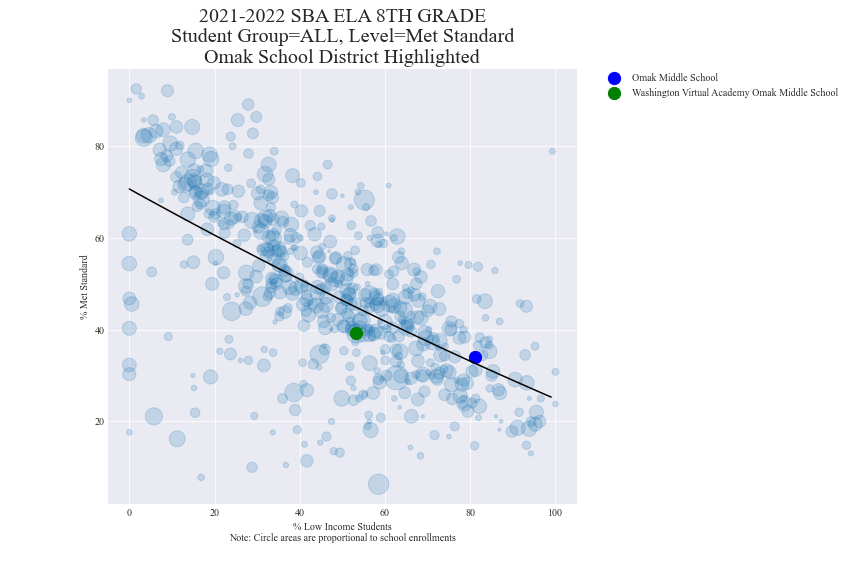 2021-2022 SBA ELA 8TH GRADE
Student Group=ALL, Level=Met Standard
Omak School District Highlighted
Omak Middle School
Washington Virtual Academy Omak Middle School
% Met Standard
80
60
40
20
0 20 40 60 80 100
% Low Income Students
Note: Circle areas are proportional to school enrollments